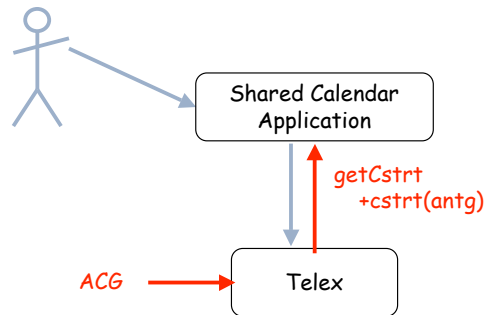 Shared Calendar
Application
getCstrt
+cstrt(antg)
ACG
Telex